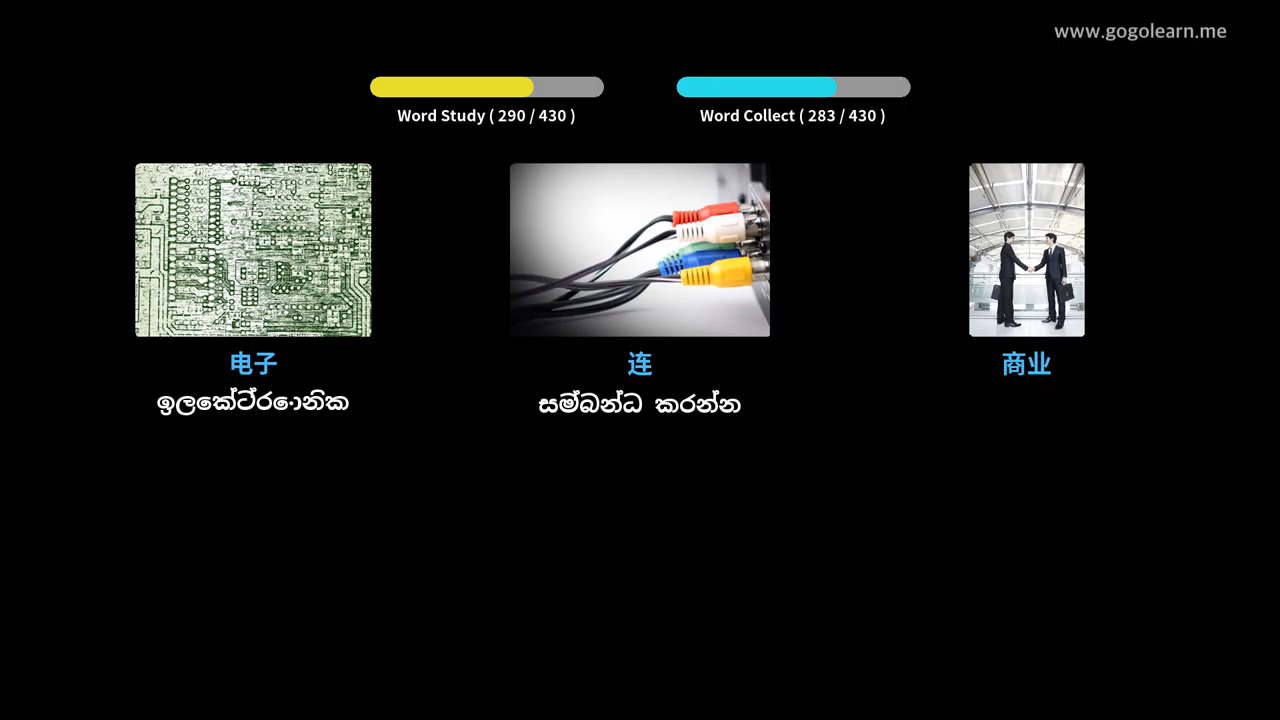 www.gogolearn.me
Word Study ( 290 / 430 )
Word Collect ( 283 / 430 )
电子
连
商业
ඉලකේට්රොනික
සම්බන්ධ කරන්න